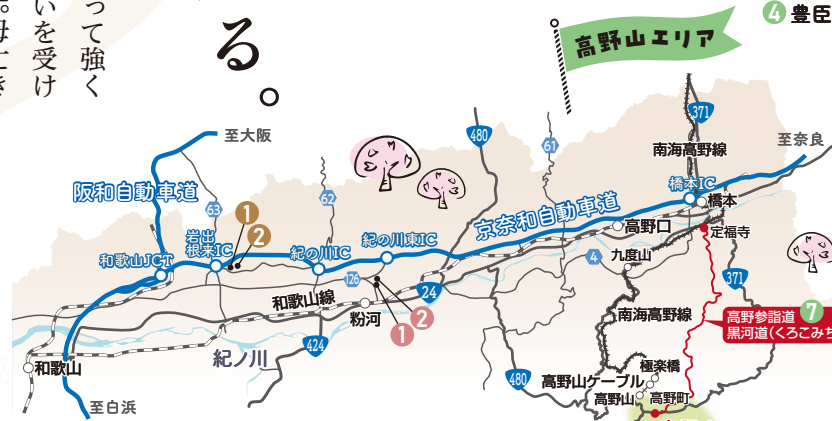 って強く
いを受け
る。
4 豊臣
高野山エリア
371
480
至大阪
61
南海高野線
至奈良
阪和自動車道
橋本IC
62
京奈和自動車道
橋本
63
1
2
岩出
根来IC
紀の川東IC
高野口
定福寺
紀の川IC
和歌山JCT
九度山
4
371
126
24
和歌山線
高野参詣道 7
黒河道(くろこみち
南海高野線
粉河
1
2
424
紀ノ川
和歌山
極楽橋
480
高野山ケーブル
高野山
高野町
至白浜